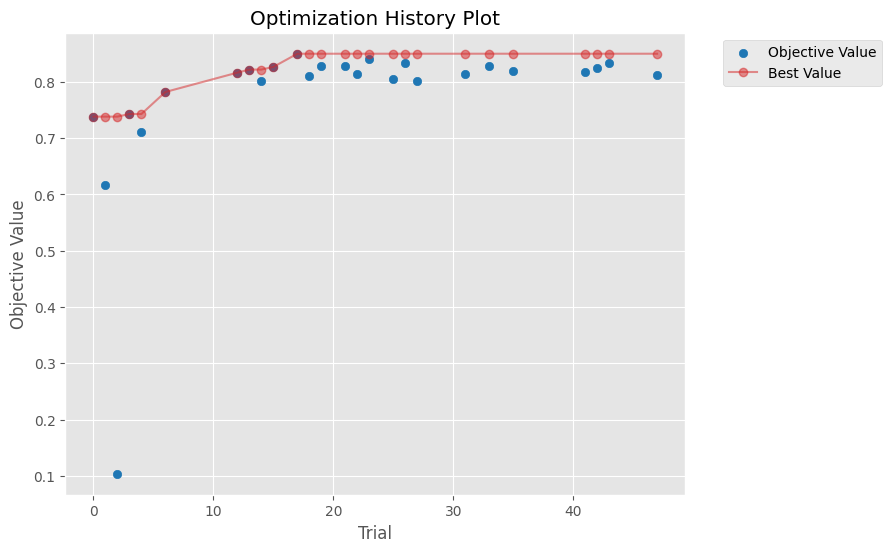 Optimization History Plot
Objective Value
Best Value
Objective Value
0.8
0.7
0.6
0.5
0.4
0.3
0.2
0.1
0 10 20 30 40
Trial